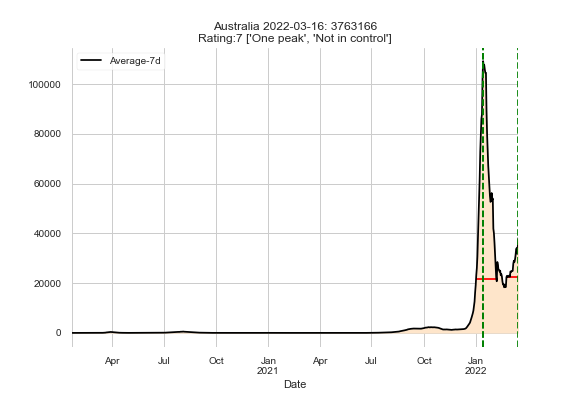 Australia 2022-03-16: 3763166
Rating:7 ['One peak', 'Not in control']
Average-7d
100000
80000
60000
40000
20000
0
Apr Jul Oct Jan Apr Jul Oct Jan
2021 2022
Date